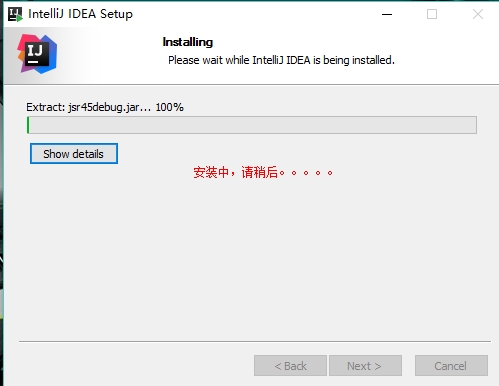 IntelliJ IDEA Setup
IJ
Installing
Please wait while IntelliJ IDEA is being installed.
Extract: jsr45debug.jar... 100%
Show details
安装中，请稍后。。。。。
< Back
Next >
Cancel